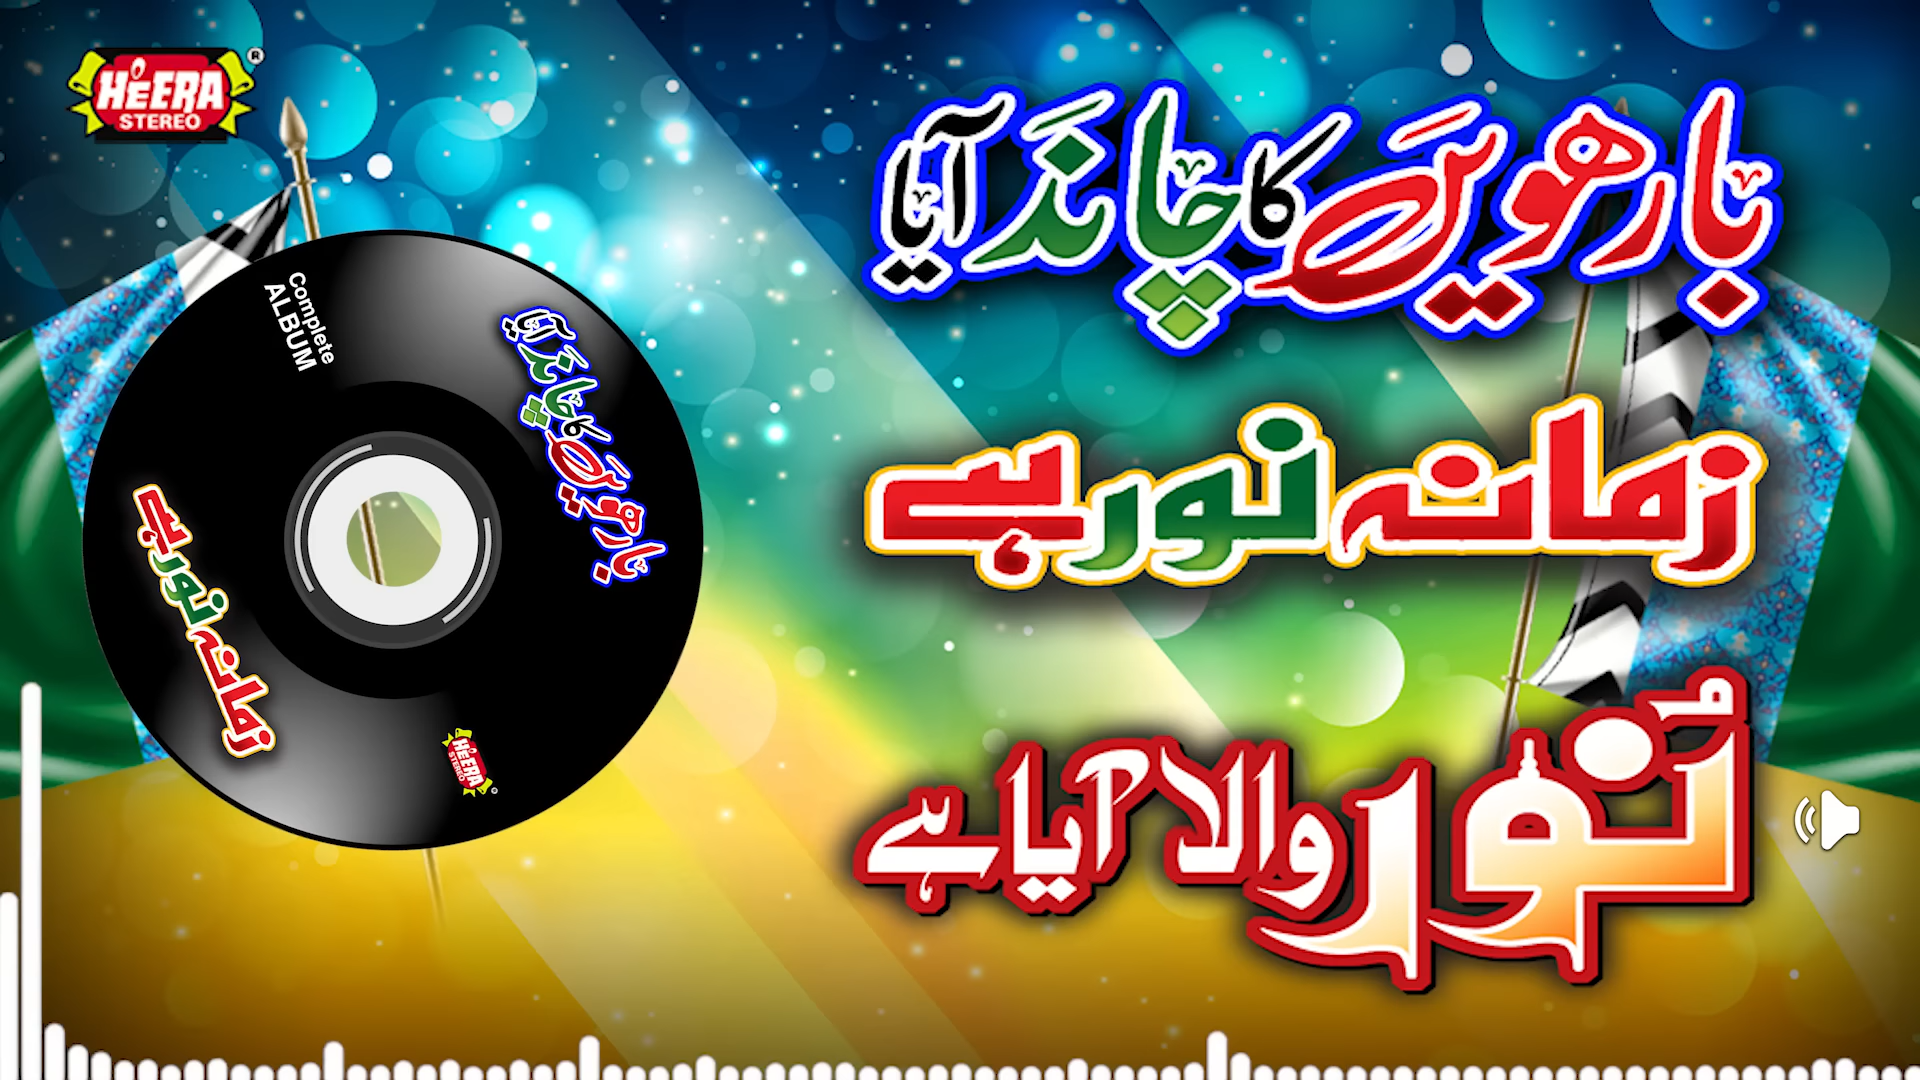 HEERA
STEREO
®
Complete
ALBUM
بارھویں کا چاند آیا
زمانہ نور ہے
HEERA
STEREO
بارھویں کا چاند آیا
زمانہ نور ہے
نُور والا آیا ہے